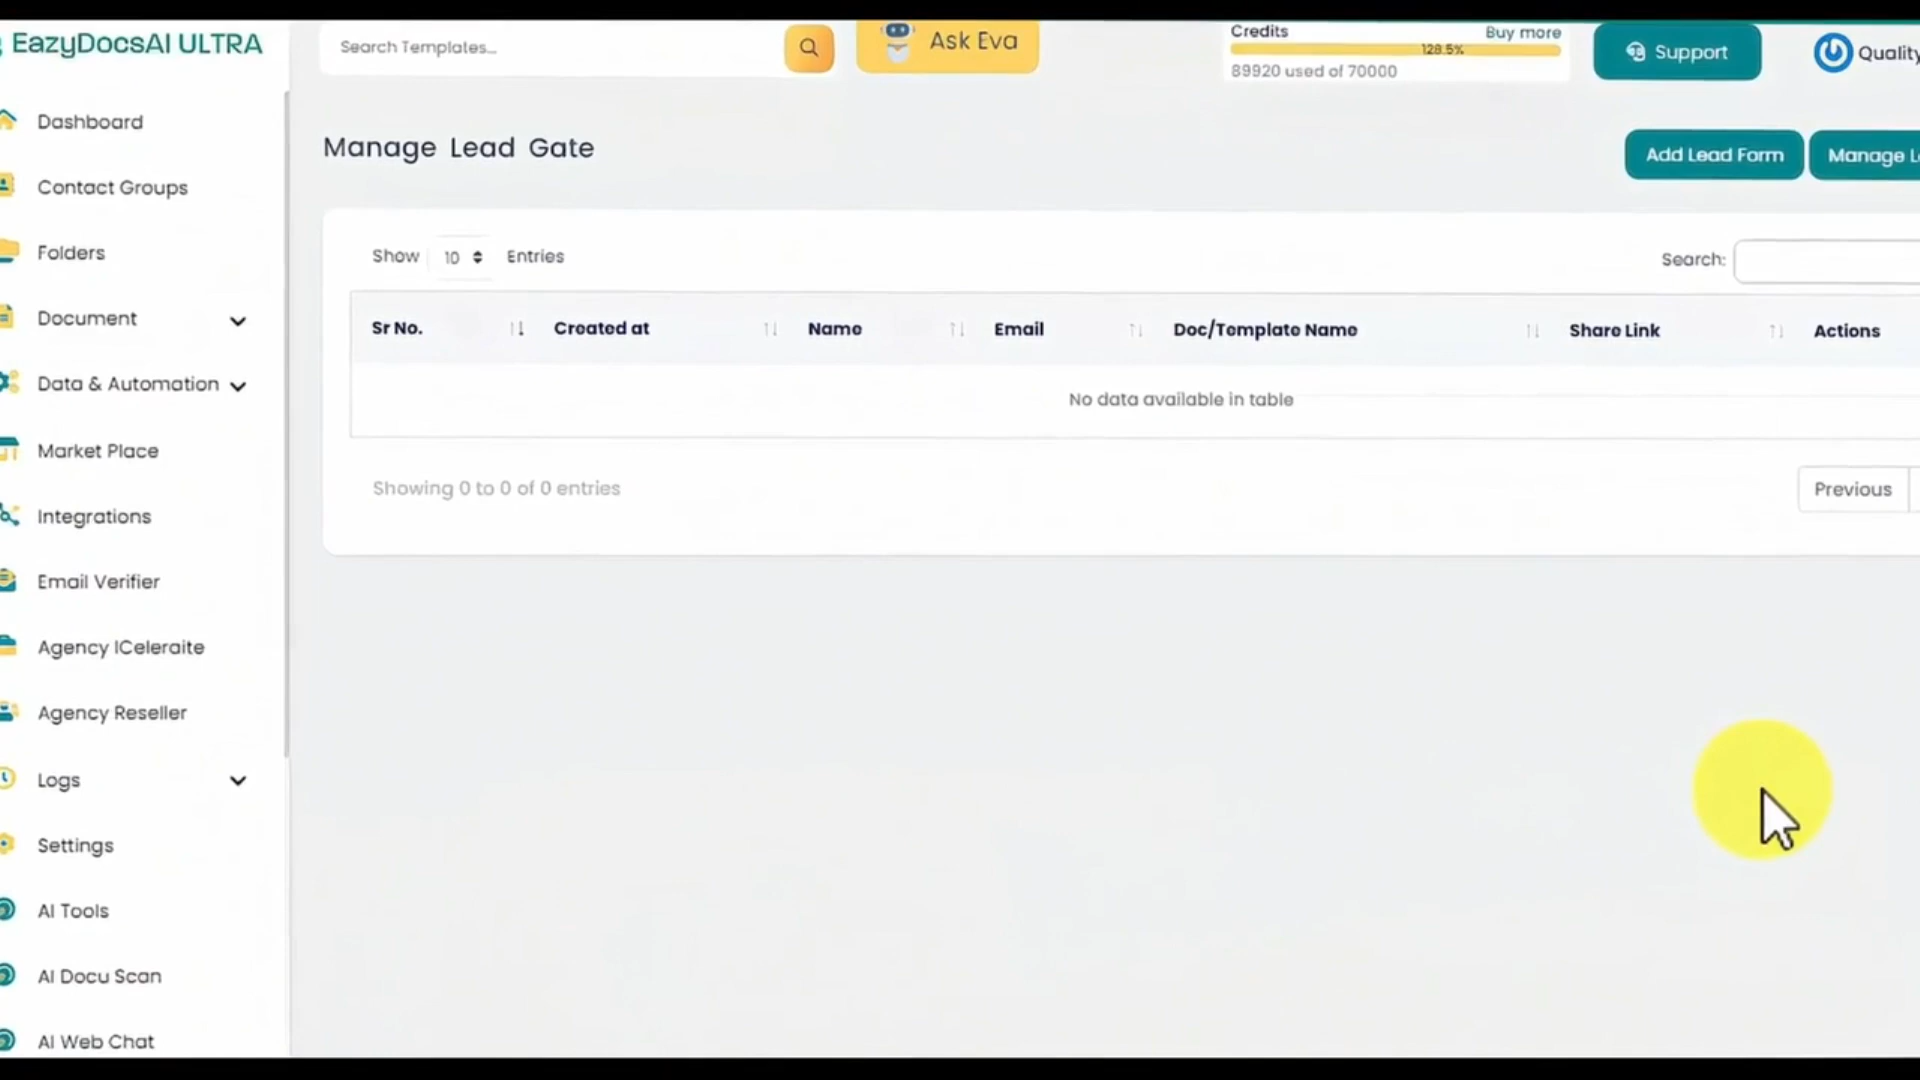 EazyDocsAI ULTRA
Search Templates...
Ask Eva
Credits
Buy more
128.5%
89920 used of 70000
Support
Quality
Dashboard
Contact Groups
Folders
Document
Data & Automation
Market Place
Integrations
Email Verifier
Agency ICeleraite
Agency Reseller
Logs
Settings
AI Tools
AI Docu Scan
AI Web Chat
Manage Lead Gate
Add Lead Form
Manage
Show 10 Entries
Search:
Sr No. Created at Name Email Doc/Template Name Share Link Actions
No data available in table
Showing 0 to 0 of 0 entries
Previous